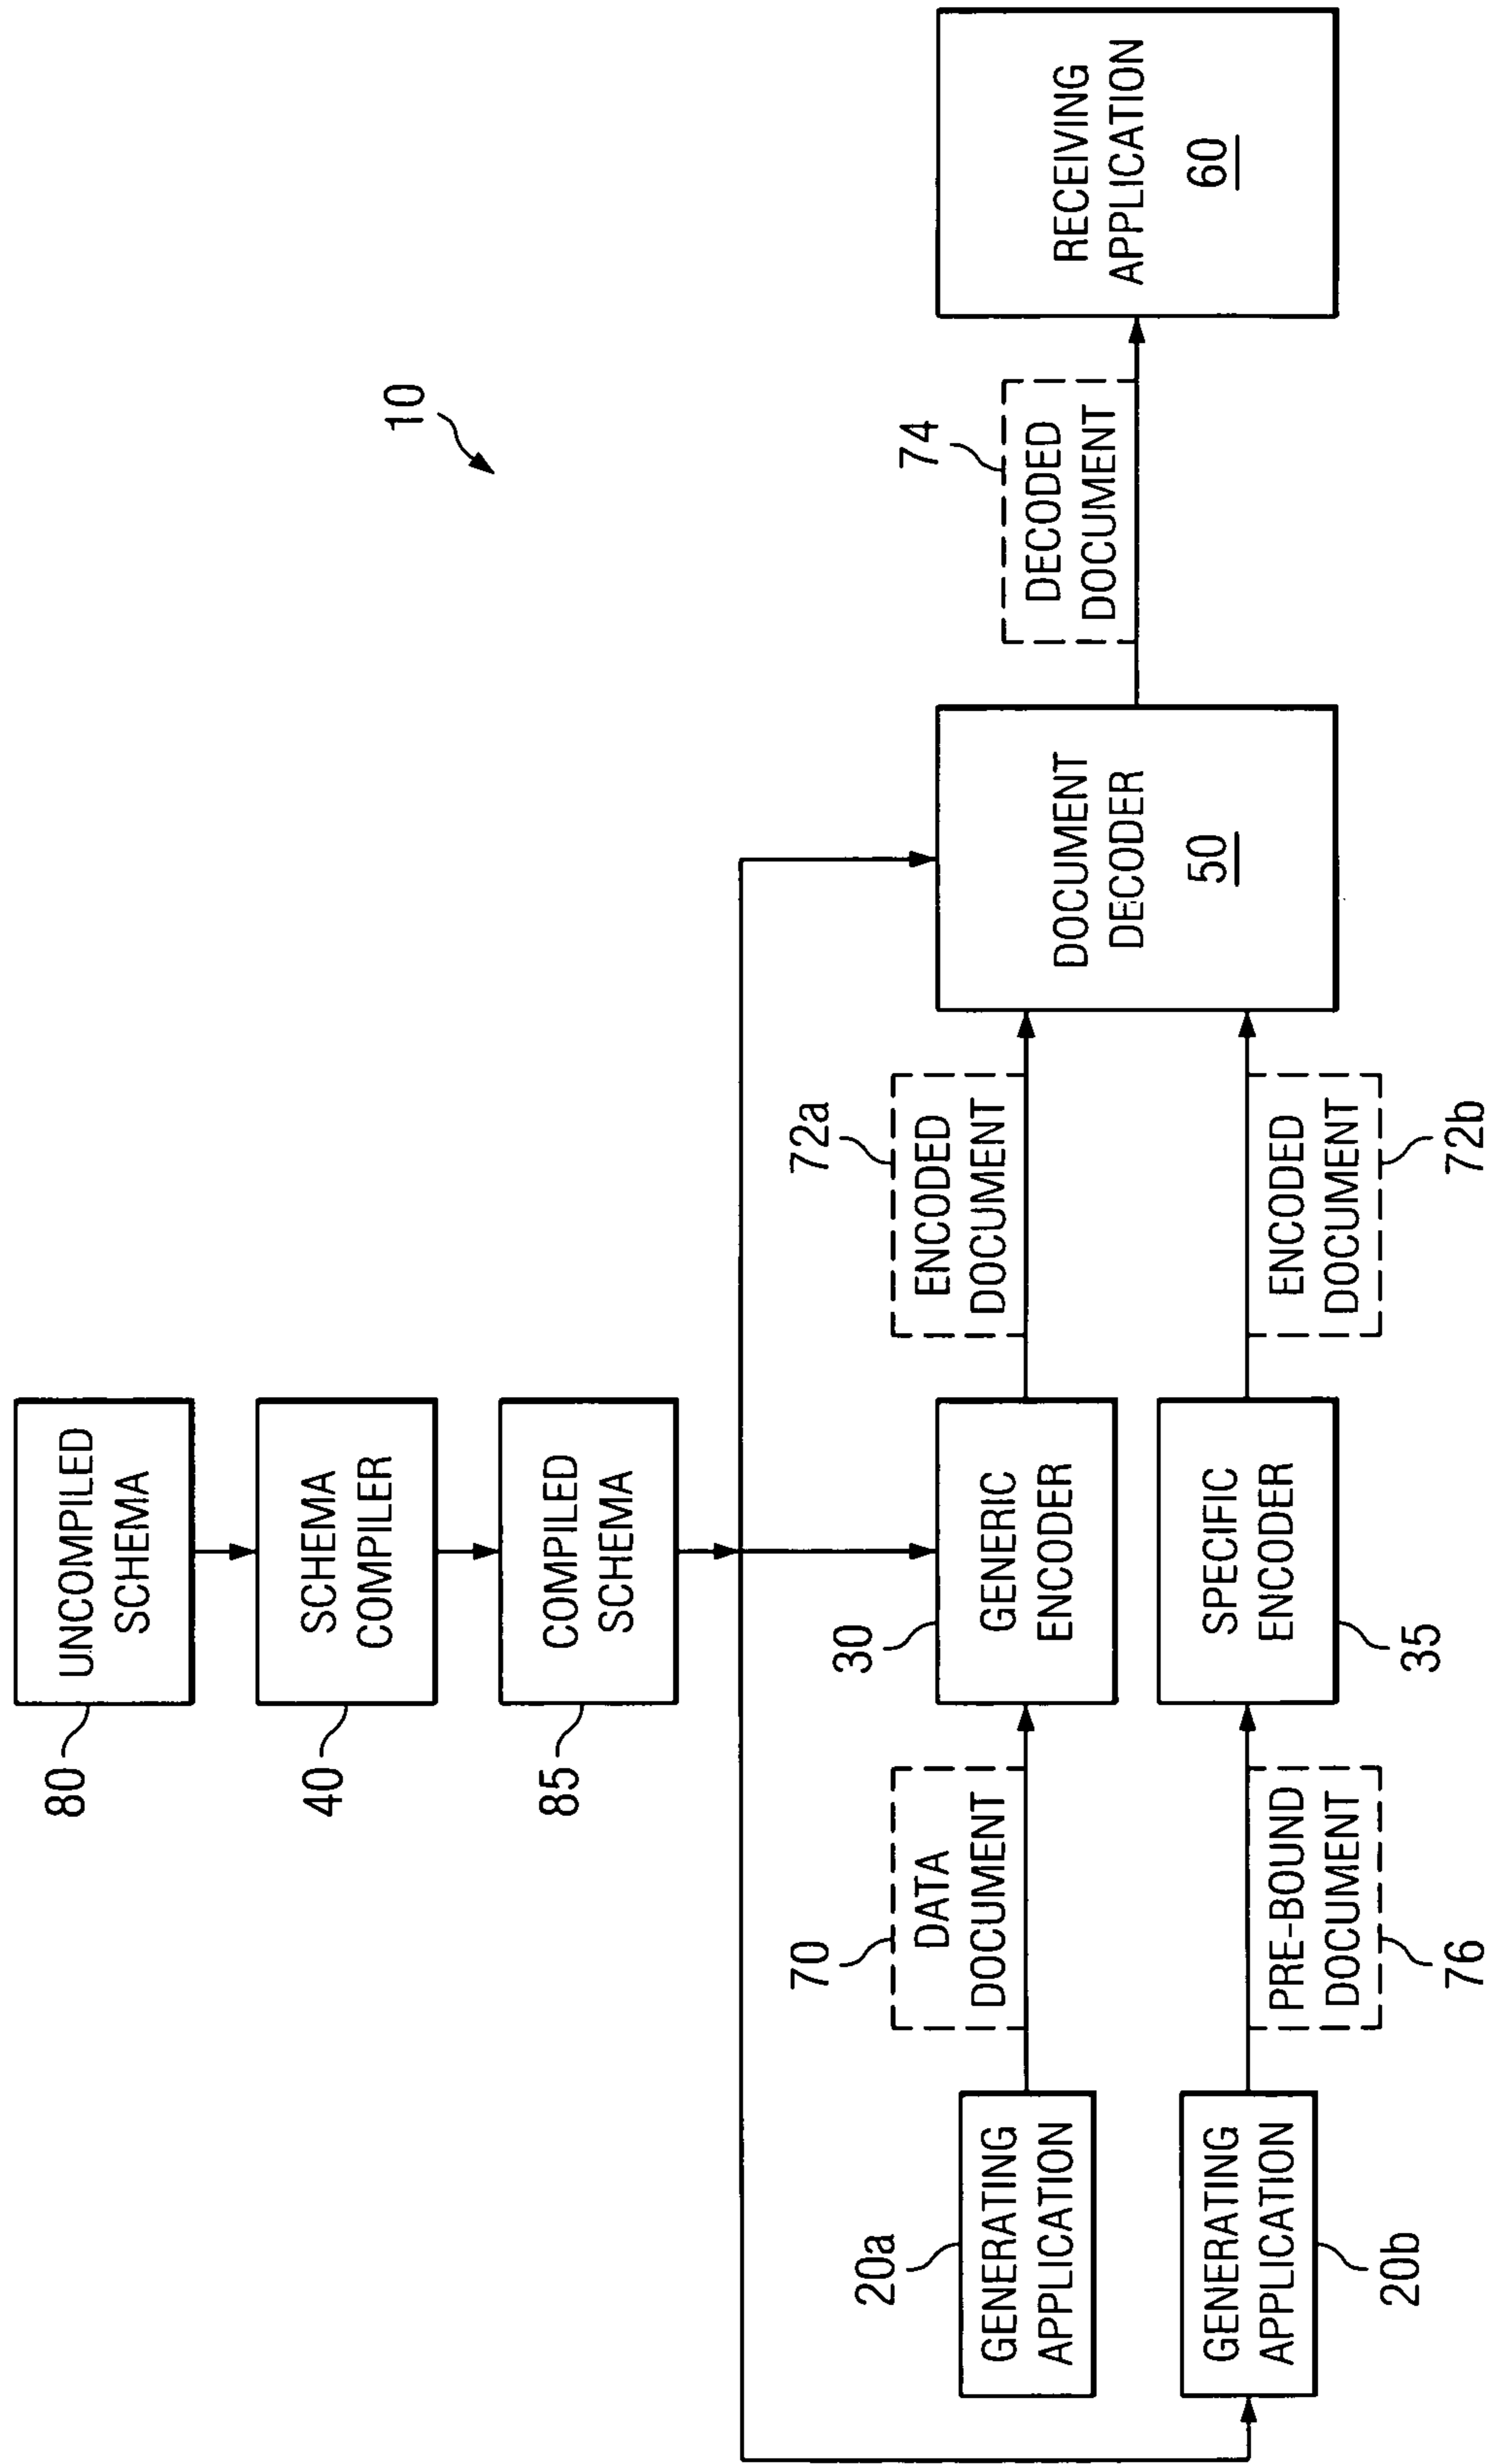 10
UNCOMPILED
SCHEMA
80
SCHEMA
COMPILER
40
COMPILED
SCHEMA
85
GENERATING
APPLICATION
20a
DATA
DOCUMENT
70
GENERIC
ENCODER
30
ENCODED
DOCUMENT
72a
GENERATING
APPLICATION
20b
PRE-BOUND
DOCUMENT
76
SPECIFIC
ENCODER
35
ENCODED
DOCUMENT
72b
DOCUMENT
DECODER
50
DECODED
DOCUMENT
74
RECEIVING
APPLICATION
60